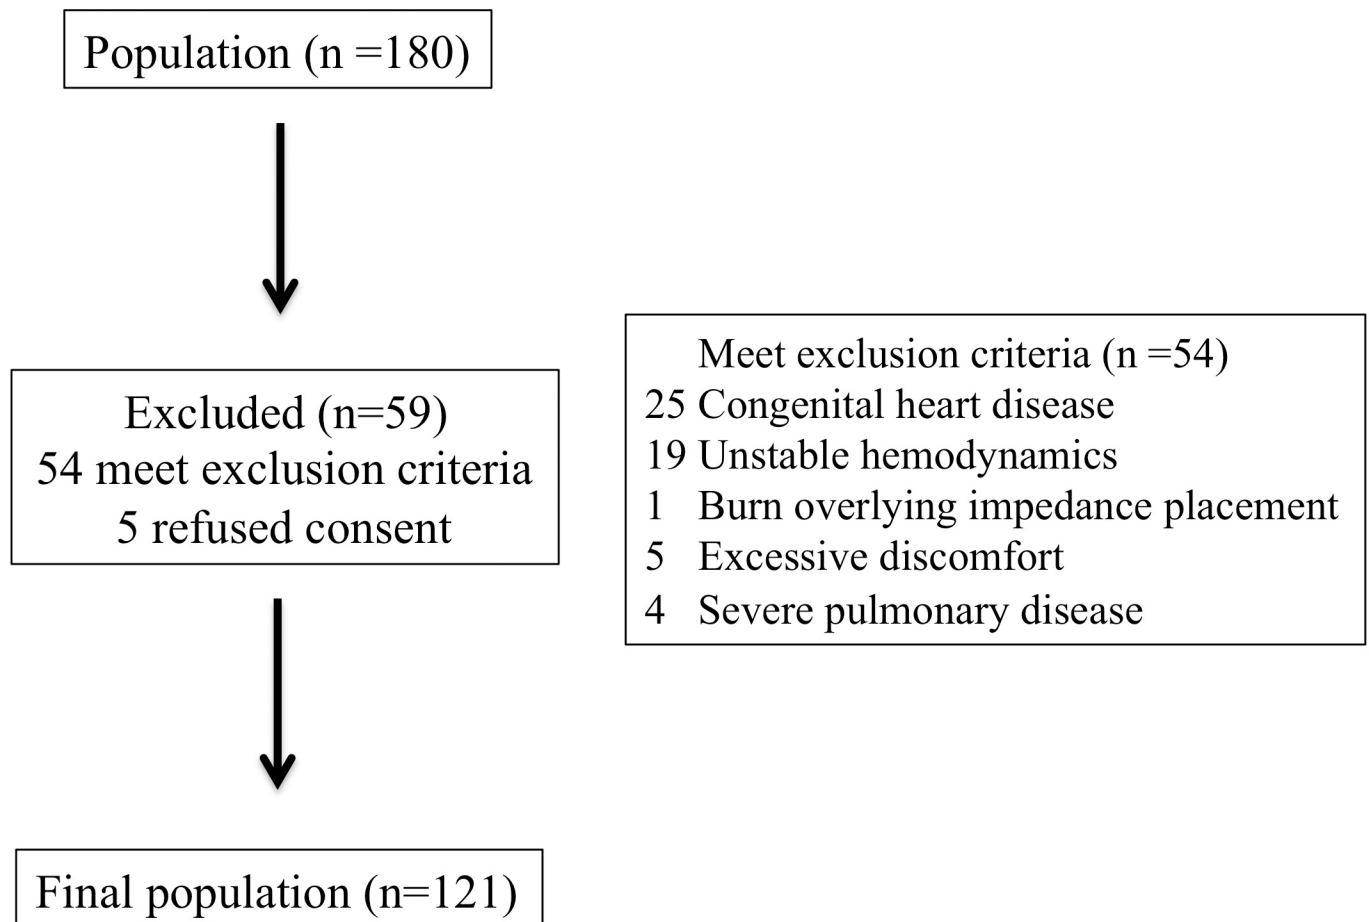 Population (n =180)
Excluded (n=59)
54 meet exclusion criteria
5 refused consent
Meet exclusion criteria (n =54)
25 Congenital heart disease
19 Unstable hemodynamics
1 Burn overlying impedance placement
5 Excessive discomfort
4 Severe pulmonary disease
Final population (n=121)